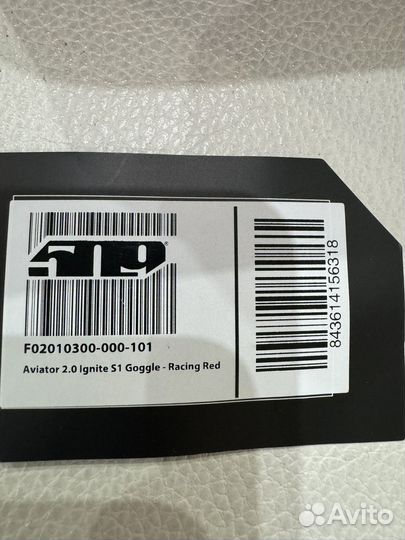 509
F02010300-000-101
Aviator 2.0 Ignite S1 Goggle - Racing Red
843614156318
Avito